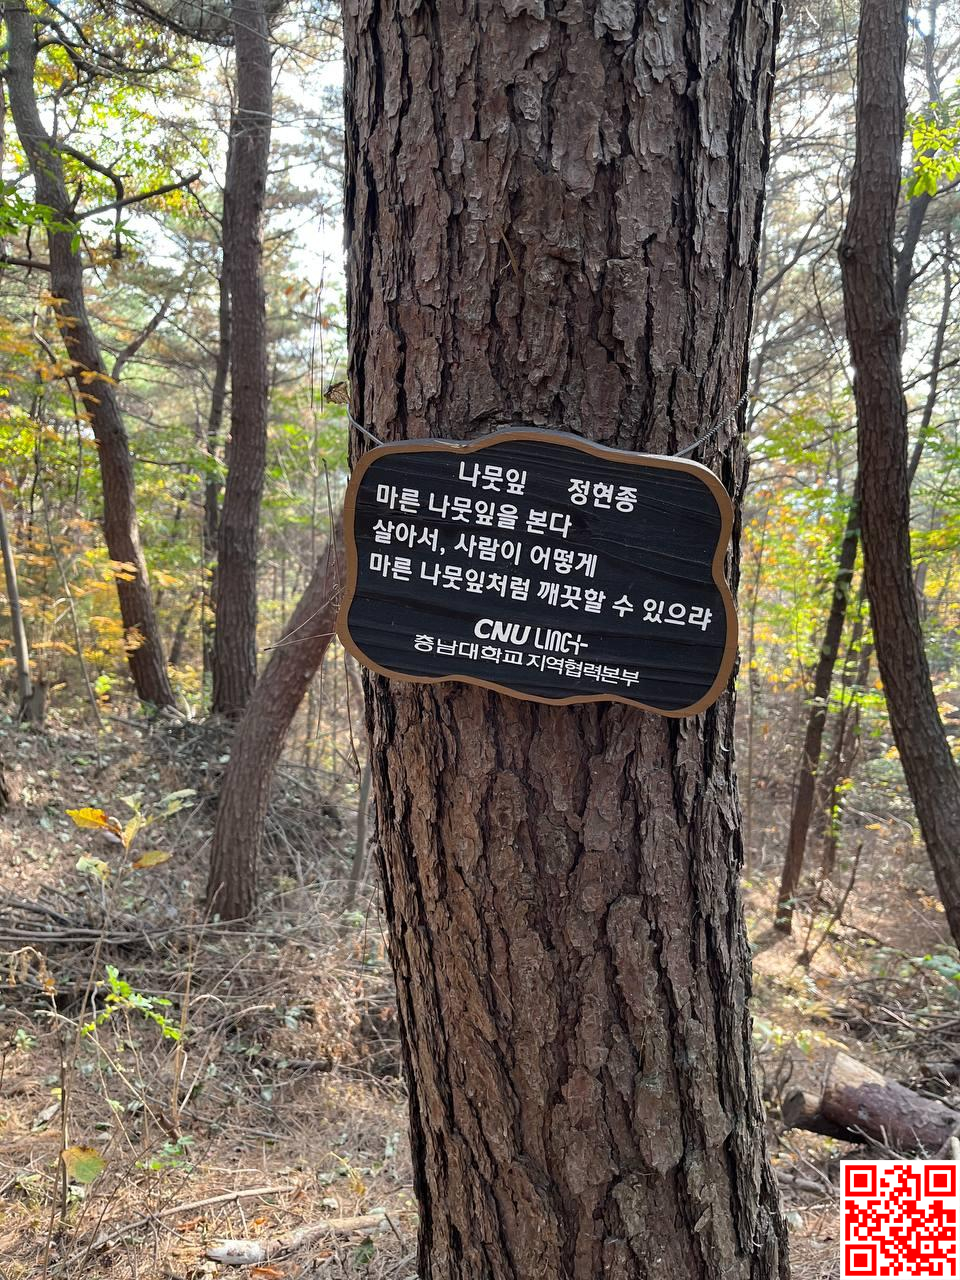 나뭇잎 정현종
마른 나뭇잎을 본다
살아서, 사람이 어떻게
마른 나뭇잎처럼 깨끗할 수 있으랴
CNU LINC+
충남대학교 지역협력본부